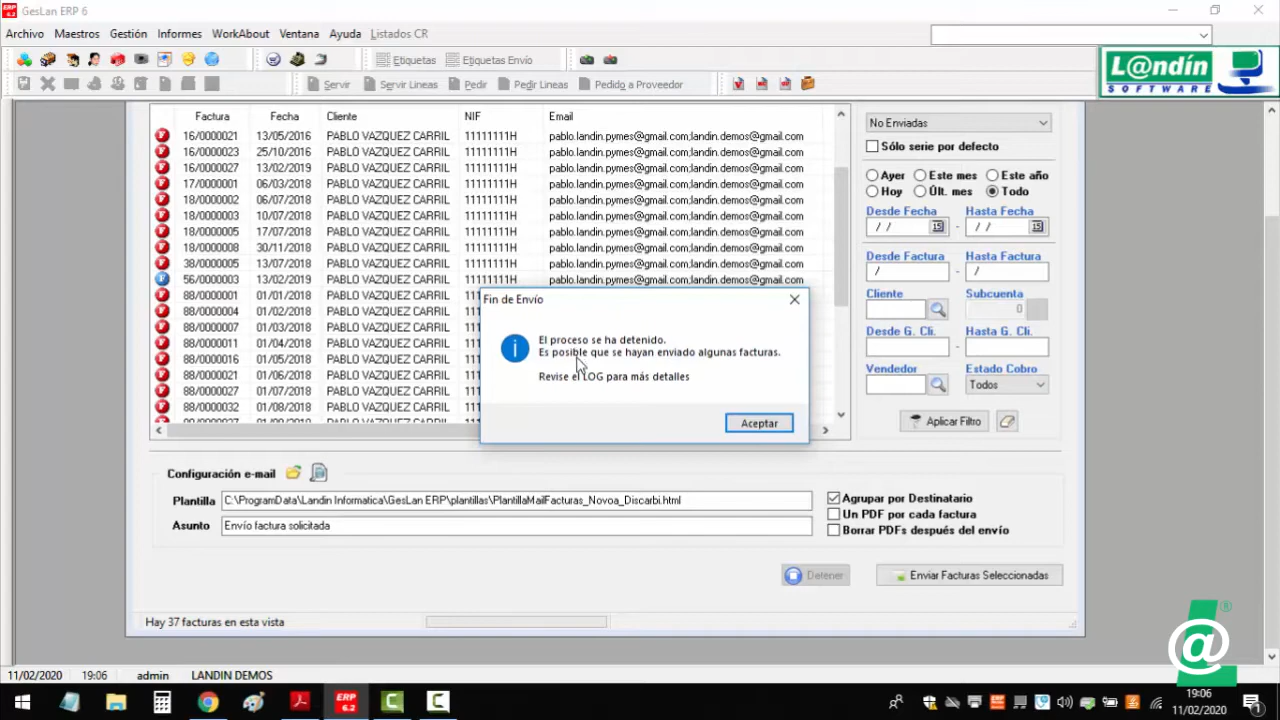 ERP 6.2 GesLan ERP 6
Archivo Maestros Gestión Informes WorkAbout Ventana Ayuda Listados CR
Etiquetas Etiquetas Envío
Servir Servir Lineas Pedir Pedir Lineas Pedido a Proveedor
L@ndín
SOFTWARE
Factura Fecha Cliente NIF Email
F 16/0000021 13/05/2016 PABLO VAZQUEZ CARRIL 11111111H pablo.landin.pymes@gmail.com;landin.demos@gmail.com
F 16/0000023 25/10/2016 PABLO VAZQUEZ CARRIL 11111111H pablo.landin.pymes@gmail.com;landin.demos@gmail.com
F 16/0000027 13/02/2019 PABLO VAZQUEZ CARRIL 11111111H pablo.landin.pymes@gmail.com;landin.demos@gmail.com
F 17/0000001 06/03/2018 PABLO VAZQUEZ CARRIL 11111111H pablo.landin.pymes@gmail.com;landin.demos@gmail.com
F 18/0000002 06/07/2018 PABLO VAZQUEZ CARRIL 11111111H pablo.landin.pymes@gmail.com;landin.demos@gmail.com
F 18/0000003 10/07/2018 PABLO VAZQUEZ CARRIL 11111111H pablo.landin.pymes@gmail.com;landin.demos@gmail.com
F 18/0000005 17/07/2018 PABLO VAZQUEZ CARRIL 11111111H pablo.landin.pymes@gmail.com;landin.demos@gmail.com
F 18/0000008 30/11/2018 PABLO VAZQUEZ CARRIL 11111111H pablo.landin.pymes@gmail.com;landin.demos@gmail.com
F 38/0000005 13/07/2018 PABLO VAZQUEZ CARRIL 11111111H pablo.landin.pymes@gmail.com;landin.demos@gmail.com
F 56/0000003 13/02/2019 PABLO VAZQUEZ CARRIL 11111111H pablo.landin.pymes@gmail.com;landin.demos@gmail.com
F 88/0000001 01/01/2018 PABLO VAZQUEZ CARRIL
F 88/0000004 01/02/2018 PABLO VAZQUEZ CARRIL
F 88/0000007 01/03/2018 PABLO VAZQUEZ CARRIL
F 88/0000011 01/04/2018 PABLO VAZQUEZ CARRIL
F 88/0000016 01/05/2018 PABLO VAZQUEZ CARRIL
F 88/0000021 01/06/2018 PABLO VAZQUEZ CARRIL
F 88/0000027 01/07/2018 PABLO VAZQUEZ CARRIL
F 88/0000032 01/08/2018 PABLO VAZQUEZ CARRIL
Fin de Envío
El proceso se ha detenido.
Es posible que se hayan enviado algunas facturas.
Revise el LOG para más detalles
Aceptar
No Enviadas
Sólo serie por defecto
Ayer Este mes Este año
Hoy Últ. mes Todo
Desde Fecha Hasta Fecha
/ / 15 - / / 15
Desde Factura Hasta Factura
/ - /
Cliente Subcuenta
0
Desde G. Cli. Hasta G. Cli.
-
Vendedor Estado Cobro
Todos
Aplicar Filtro
Configuración e-mail
Plantilla C:\ProgramData\Landin Informatica\GesLan ERP\plantillas\PlantillaMailFacturas_Novoa_Discarbi.html
Asunto Envío factura solicitada
Agrupar por Destinatario
Un PDF por cada factura
Borrar PDFs después del envío
Detener Enviar Facturas Seleccionadas
Hay 37 facturas en esta vista
@ ®
11/02/2020 19:06 admin LANDIN DEMOS
ERP 6.2
19:06
11/02/2020
1